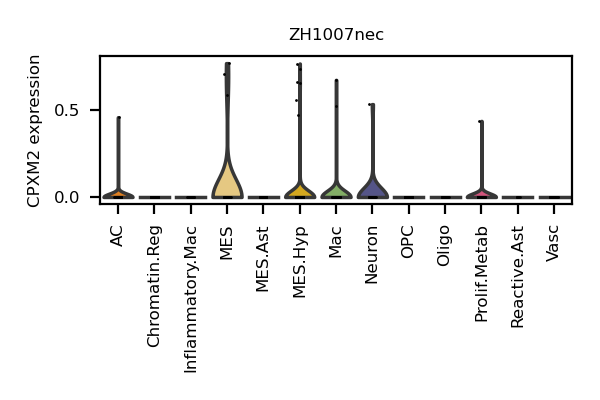 ZH1007nec
CPXM2 expression
0.5
0.0
AC
Chromatin.Reg
Inflammatory.Mac
MES
MES.Ast
MES.Hyp
Mac
Neuron
OPC
Oligo
Prolif.Metab
Reactive.Ast
Vasc